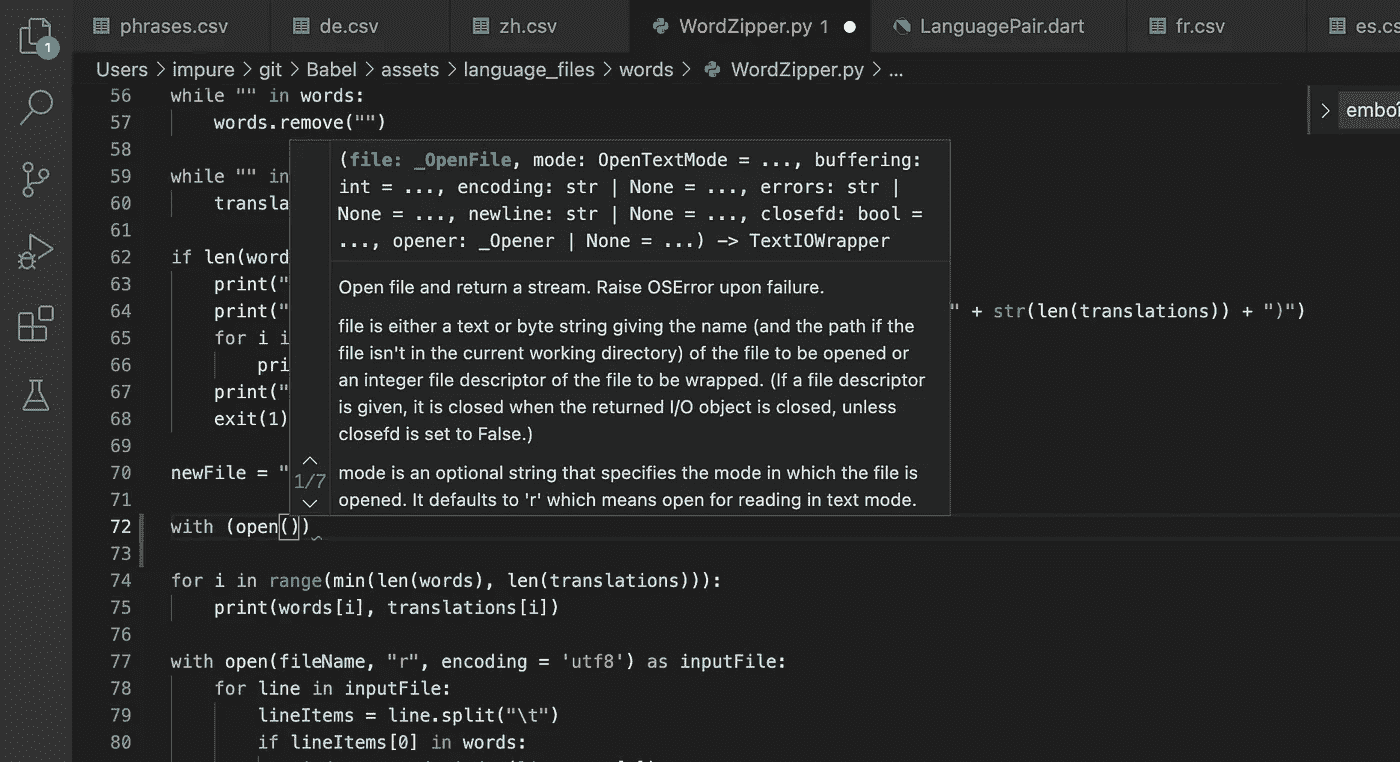 1
phrases.csv
de.csv
zh.csv
WordZipper.py 1
LanguagePair.dart
fr.csv
es.cs
Users > impure > git > Babel > assets > language_files > words > WordZipper.py > ...
56 while "" in words:
57 words.remove("")
58
59 while "" in
60 transla
61
62 if len(word
63 print("
64 print(" " + str(len(translations)) + ")")
65 for i i
66 pri
67 print("
68 exit(1)
69
70 newFile = "
71
72 with (open())
73
74 for i in range(min(len(words), len(translations))):
75 print(words[i], translations[i])
76
77 with open(fileName, "r", encoding = 'utf8') as inputFile:
78 for line in inputFile:
79 lineItems = line.split("\t")
80 if lineItems[0] in words:
(file: _OpenFile, mode: OpenTextMode = ..., buffering:
int = ..., encoding: str | None = ..., errors: str |
None = ..., newline: str | None = ..., closefd: bool =
..., opener: _Opener | None = ...) -> TextIOWrapper
Open file and return a stream. Raise OSError upon failure.
file is either a text or byte string giving the name (and the path if the
file isn't in the current working directory) of the file to be opened or
an integer file descriptor of the file to be wrapped. (If a file descriptor
is given, it is closed when the returned I/O object is closed, unless
closefd is set to False.)
mode is an optional string that specifies the mode in which the file is
opened. It defaults to 'r' which means open for reading in text mode.
1/7